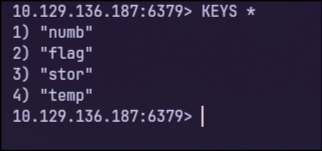 10.129.136.187:6379> KEYS *
1) "numb"
2) "flag"
3) "stor"
4) "temp"
10.129.136.187:6379>